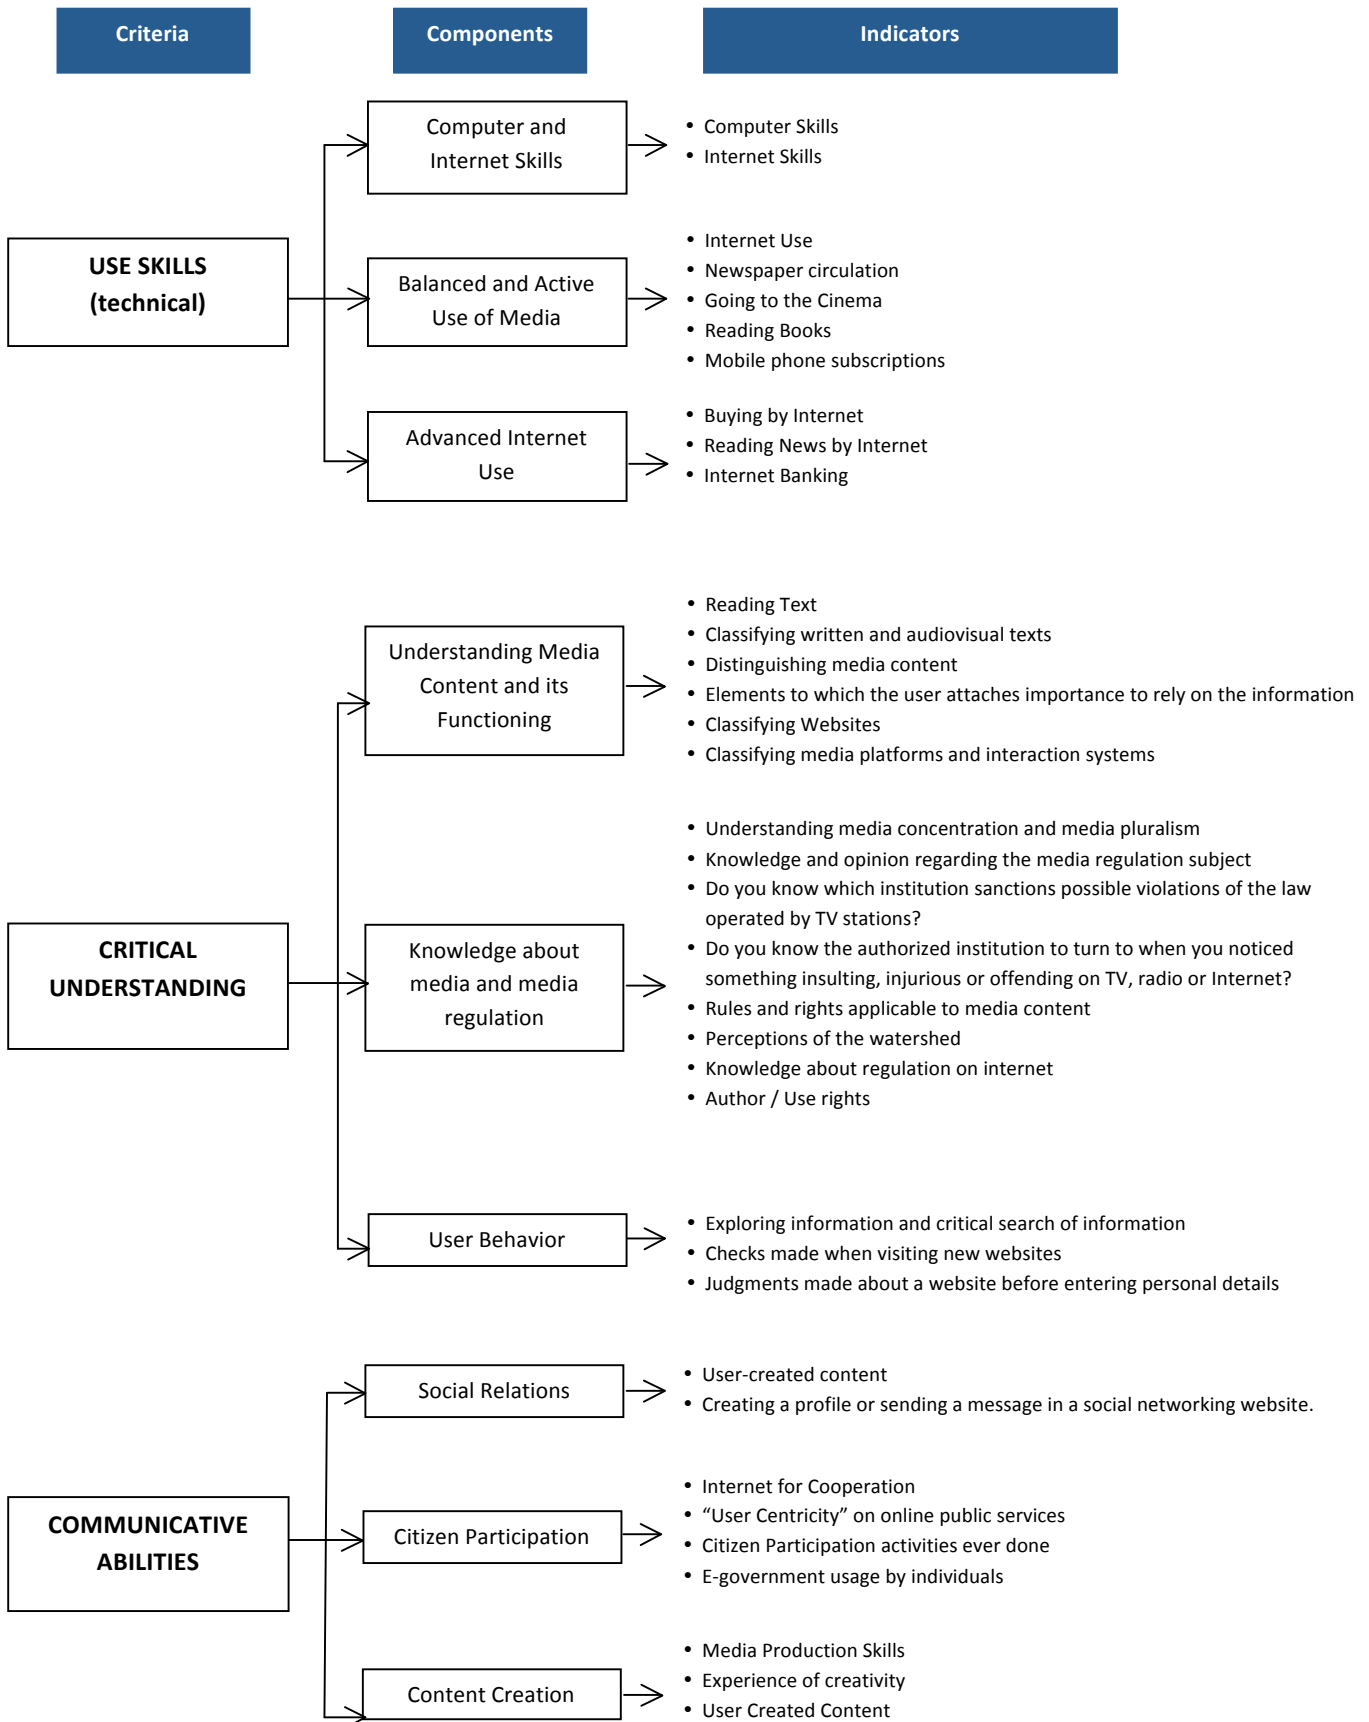 Criteria
Components
Indicators
USE SKILLS
(technical)
Computer and
Internet Skills
• Computer Skills
• Internet Skills
Balanced and Active
Use of Media
• Internet Use
• Newspaper circulation
• Going to the Cinema
• Reading Books
• Mobile phone subscriptions
Advanced Internet
Use
• Buying by Internet
• Reading News by Internet
• Internet Banking
CRITICAL
UNDERSTANDING
Understanding Media
Content and its
Functioning
• Reading Text
• Classifying written and audiovisual texts
• Distinguishing media content
• Elements to which the user attaches importance to rely on the information
• Classifying Websites
• Classifying media platforms and interaction systems
Knowledge about
media and media
regulation
• Understanding media concentration and media pluralism
• Knowledge and opinion regarding the media regulation subject
• Do you know which institution sanctions possible violations of the law
operated by TV stations?
• Do you know the authorized institution to turn to when you noticed
something insulting, injurious or offending on TV, radio or Internet?
• Rules and rights applicable to media content
• Perceptions of the watershed
• Knowledge about regulation on internet
• Author / Use rights
User Behavior
• Exploring information and critical search of information
• Checks made when visiting new websites
• Judgments made about a website before entering personal details
COMMUNICATIVE
ABILITIES
Social Relations
• User-created content
• Creating a profile or sending a message in a social networking website.
Citizen Participation
• Internet for Cooperation
• “User Centricity” on online public services
• Citizen Participation activities ever done
• E-government usage by individuals
Content Creation
• Media Production Skills
• Experience of creativity
• User Created Content